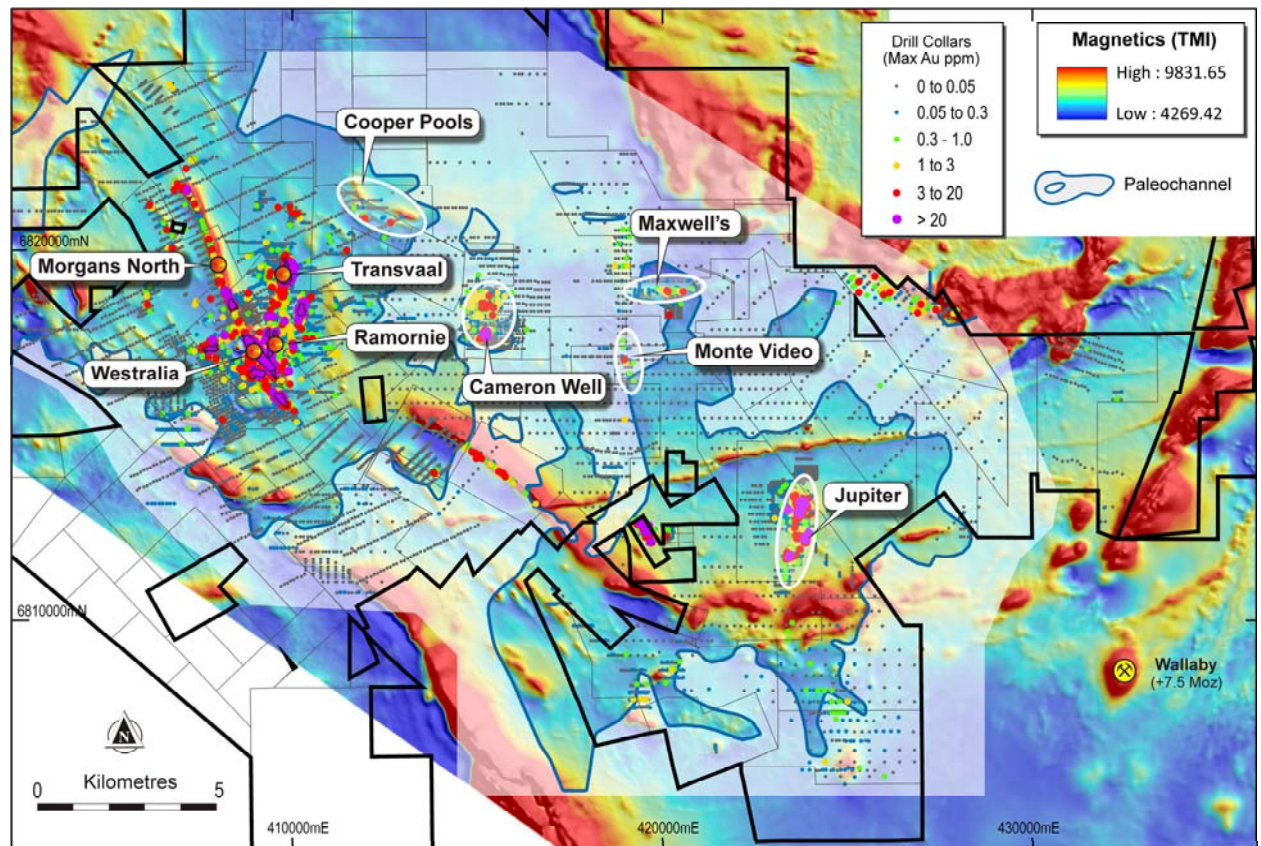 Drill Collars
(Max Au ppm)
0 to 0.05
0.05 to 0.3
0.3 - 1.0
1 to 3
3 to 20
> 20
Magnetics (TMI)
High : 9831.65
Low : 4269.42
Paleochannel
Cooper Pools
Maxwell's
6820000mN
Morgans North
Transvaal
Ramornie
Monte Video
Westralia
Cameron Well
Jupiter
6810000mN
Wallaby
(+7.5 Moz)
N
Kilometres
0
5
410000mE
420000mE
430000mE